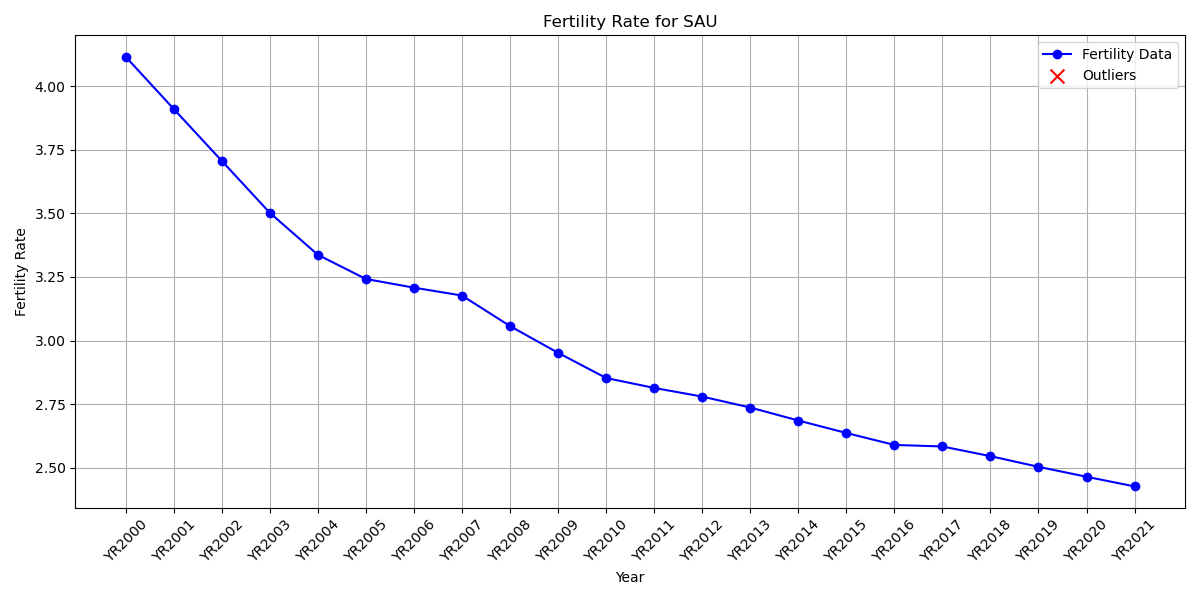 Fertility Rate for SAU
Fertility Data
Outliers
Fertility Rate
4.00
3.75
3.50
3.25
3.00
2.75
2.50
YR2000
YR2001
YR2002
YR2003
YR2004
YR2005
YR2006
YR2007
YR2008
YR2009
YR2010
YR2011
YR2012
YR2013
YR2014
YR2015
YR2016
YR2017
YR2018
YR2019
YR2020
YR2021
Year